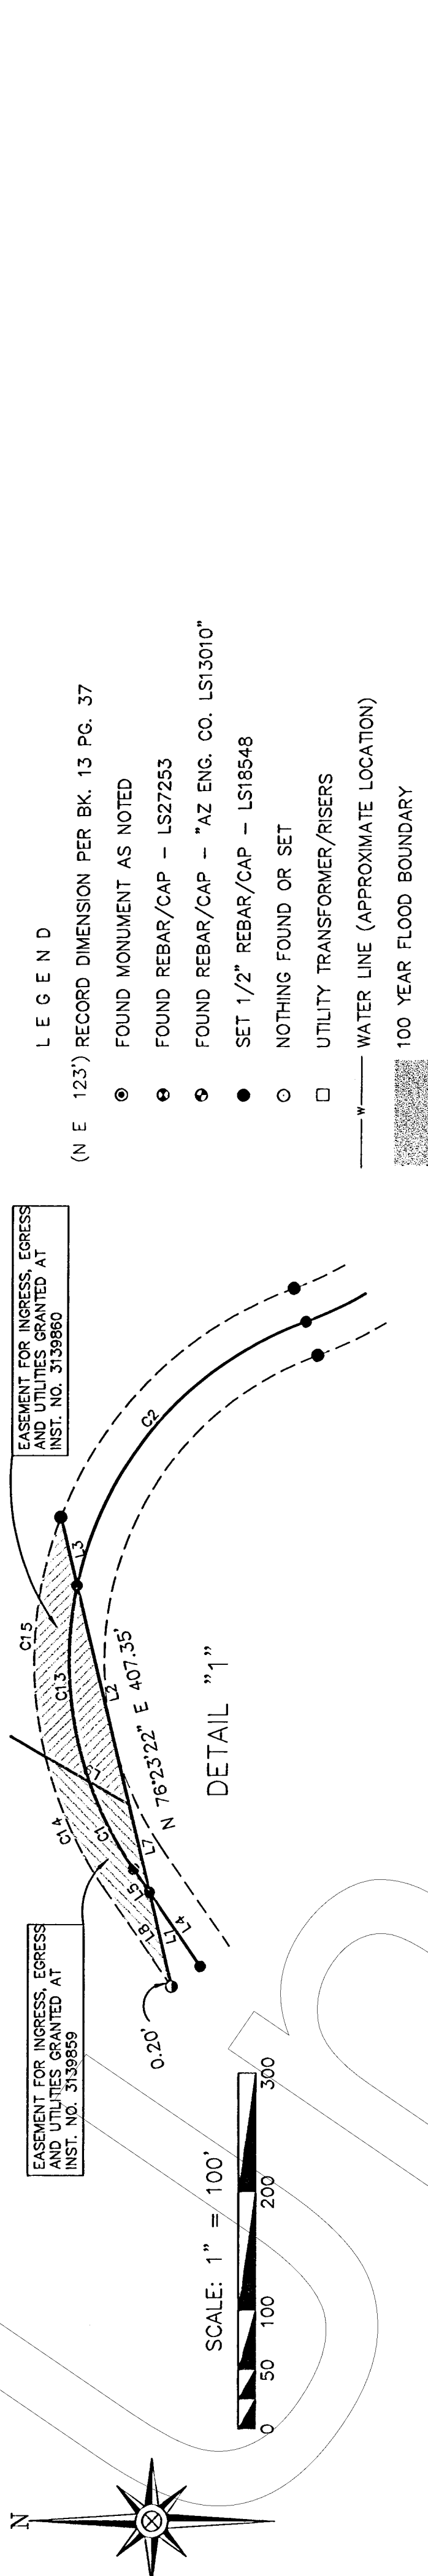 N
SCALE: 1" = 100'
0 50 100 200 300
EASEMENT FOR INGRESS, EGRESS
AND UTILITIES GRANTED AT
INST. NO. 3139859
EASEMENT FOR INGRESS, EGRESS
AND UTILITIES GRANTED AT
INST. NO. 3139860
0.20'
L8
L1
L4
L5
L7
C1
C14
C13
C15
L2
L3
C2
N 76°23'22" E 407.35'
DETAIL "1"
L E G E N D
(N E 123') RECORD DIMENSION PER BK. 13 PG. 37
FOUND MONUMENT AS NOTED
FOUND REBAR/CAP – LS27253
FOUND REBAR/CAP – "AZ ENG. CO. LS13010"
SET 1/2" REBAR/CAP – LS18548
NOTHING FOUND OR SET
UTILITY TRANSFORMER/RISERS
W WATER LINE (APPROXIMATE LOCATION)
100 YEAR FLOOD BOUNDARY